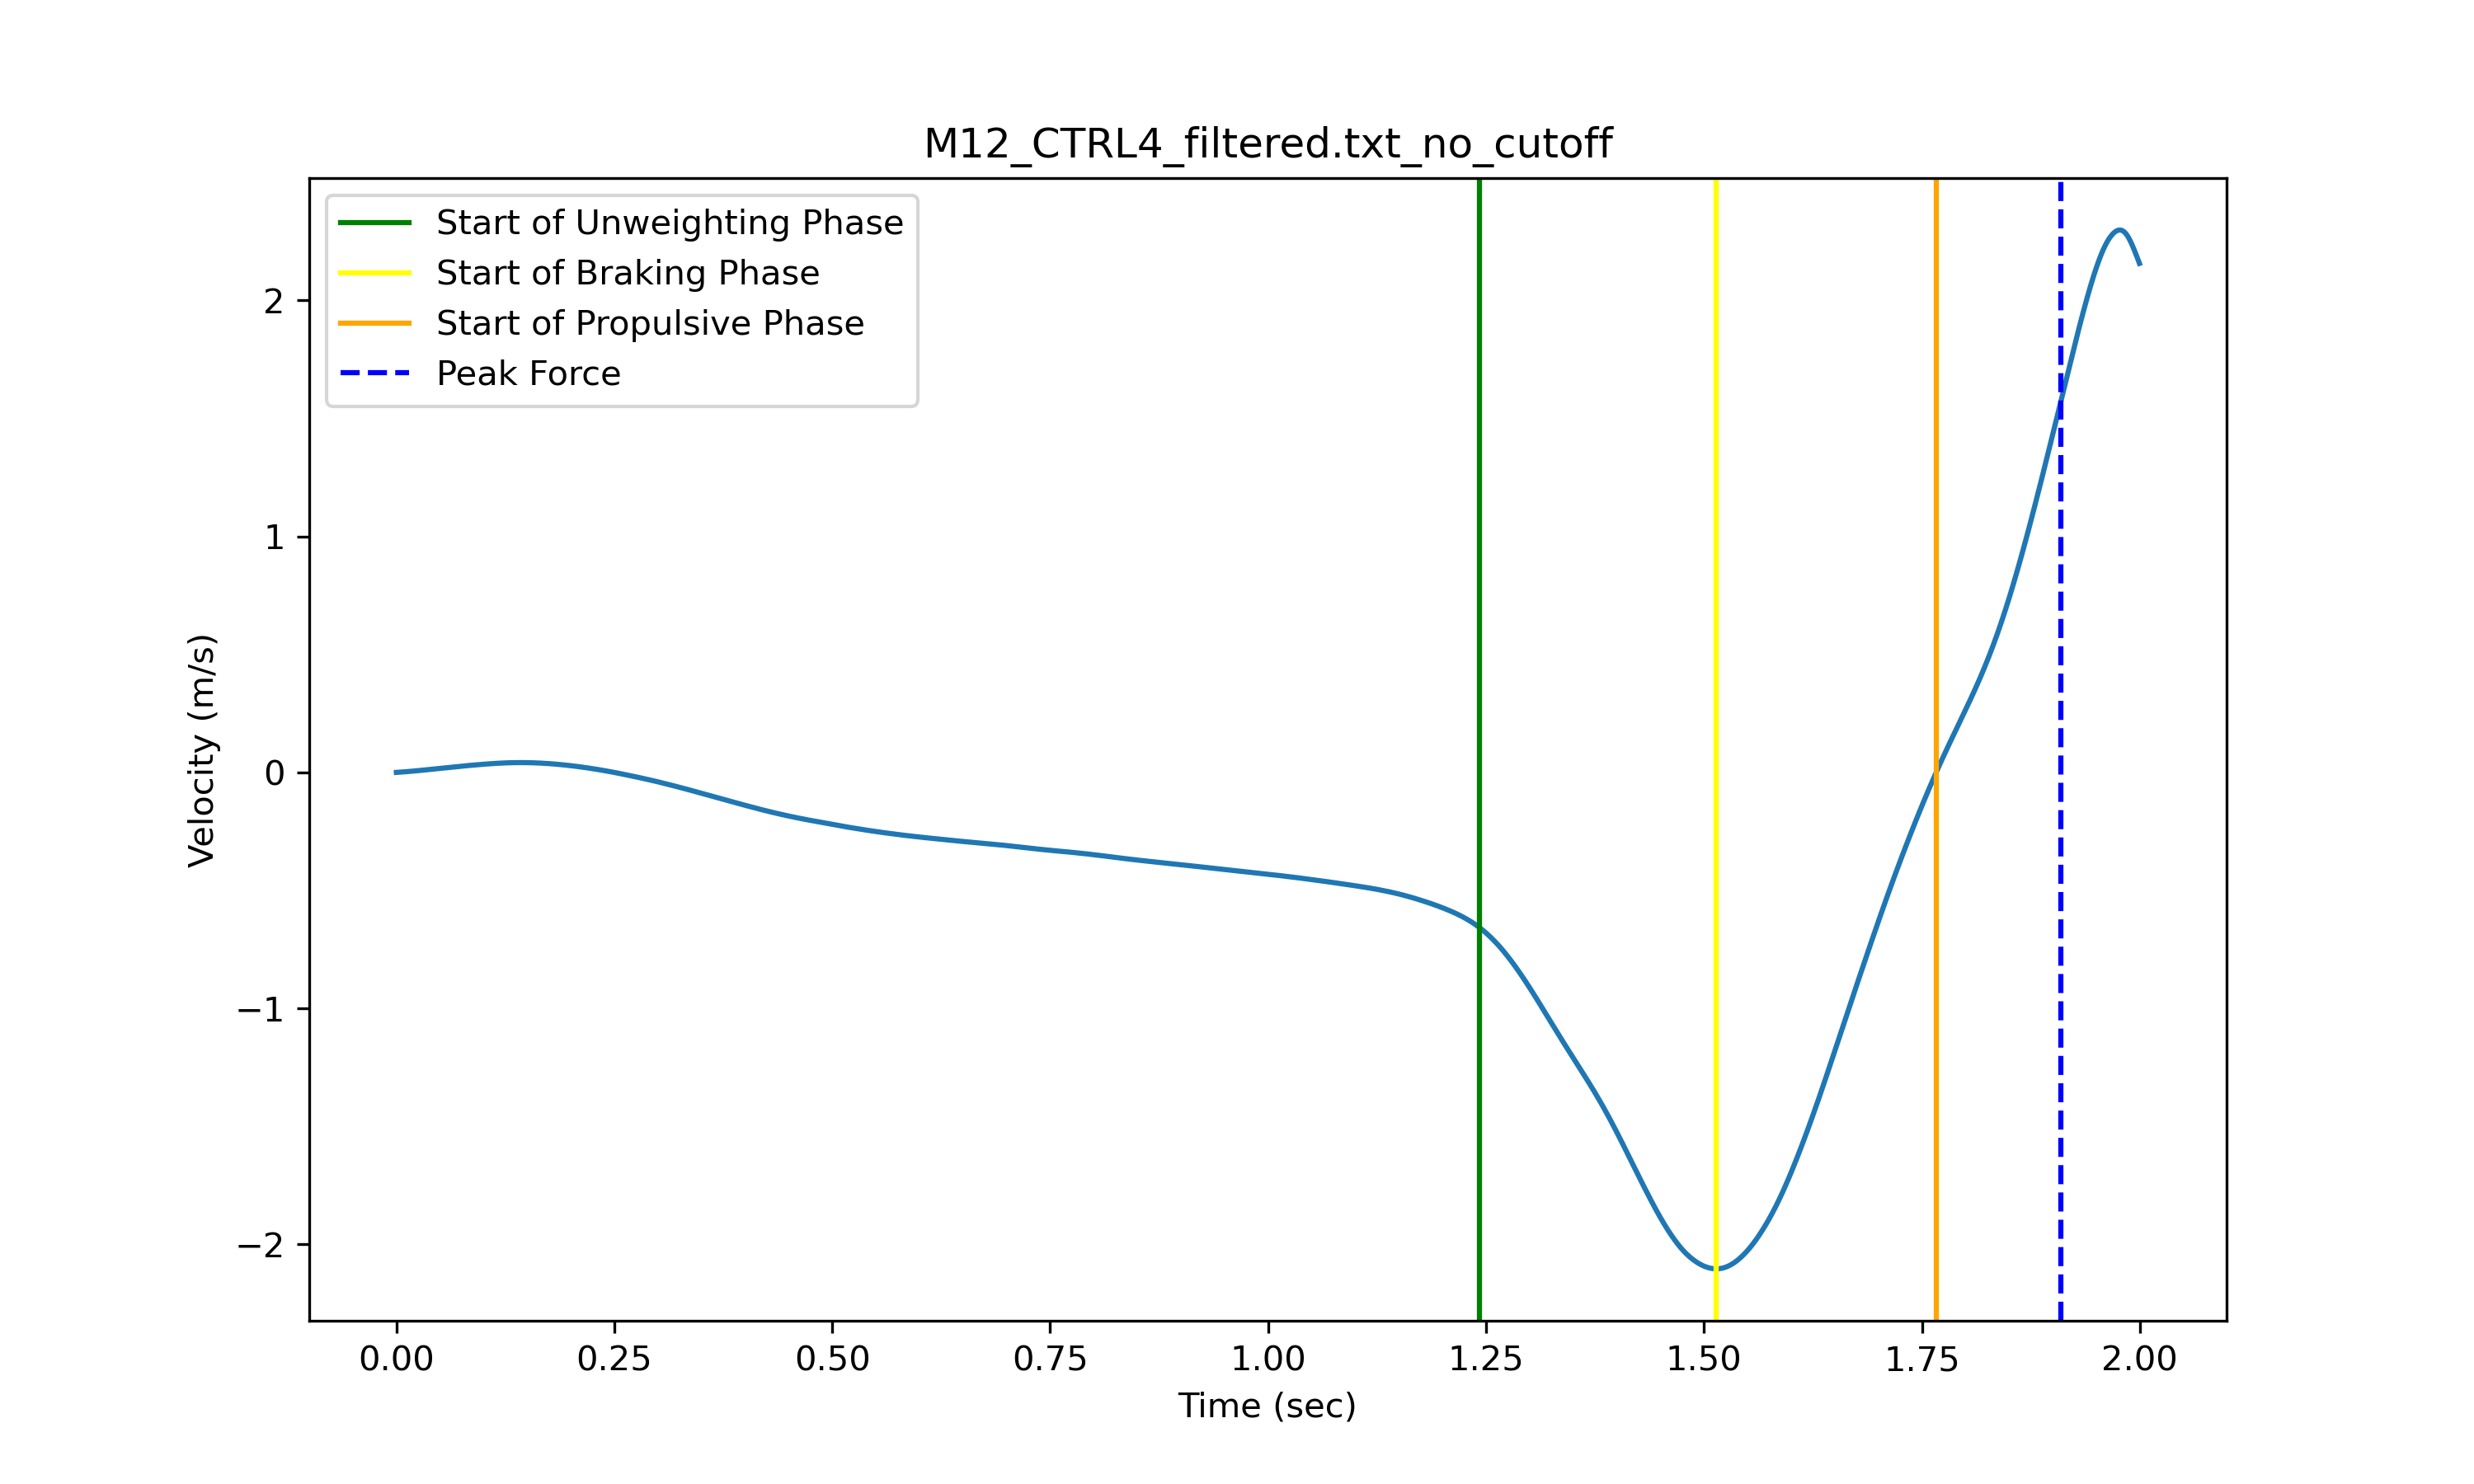 M12_CTRL4_filtered.txt_no_cutoff
Start of Unweighting Phase
Start of Braking Phase
Start of Propulsive Phase
Peak Force
Velocity (m/s)
2
1
0
−1
−2
0.00 0.25 0.50 0.75 1.00 1.25 1.50 1.75 2.00
Time (sec)